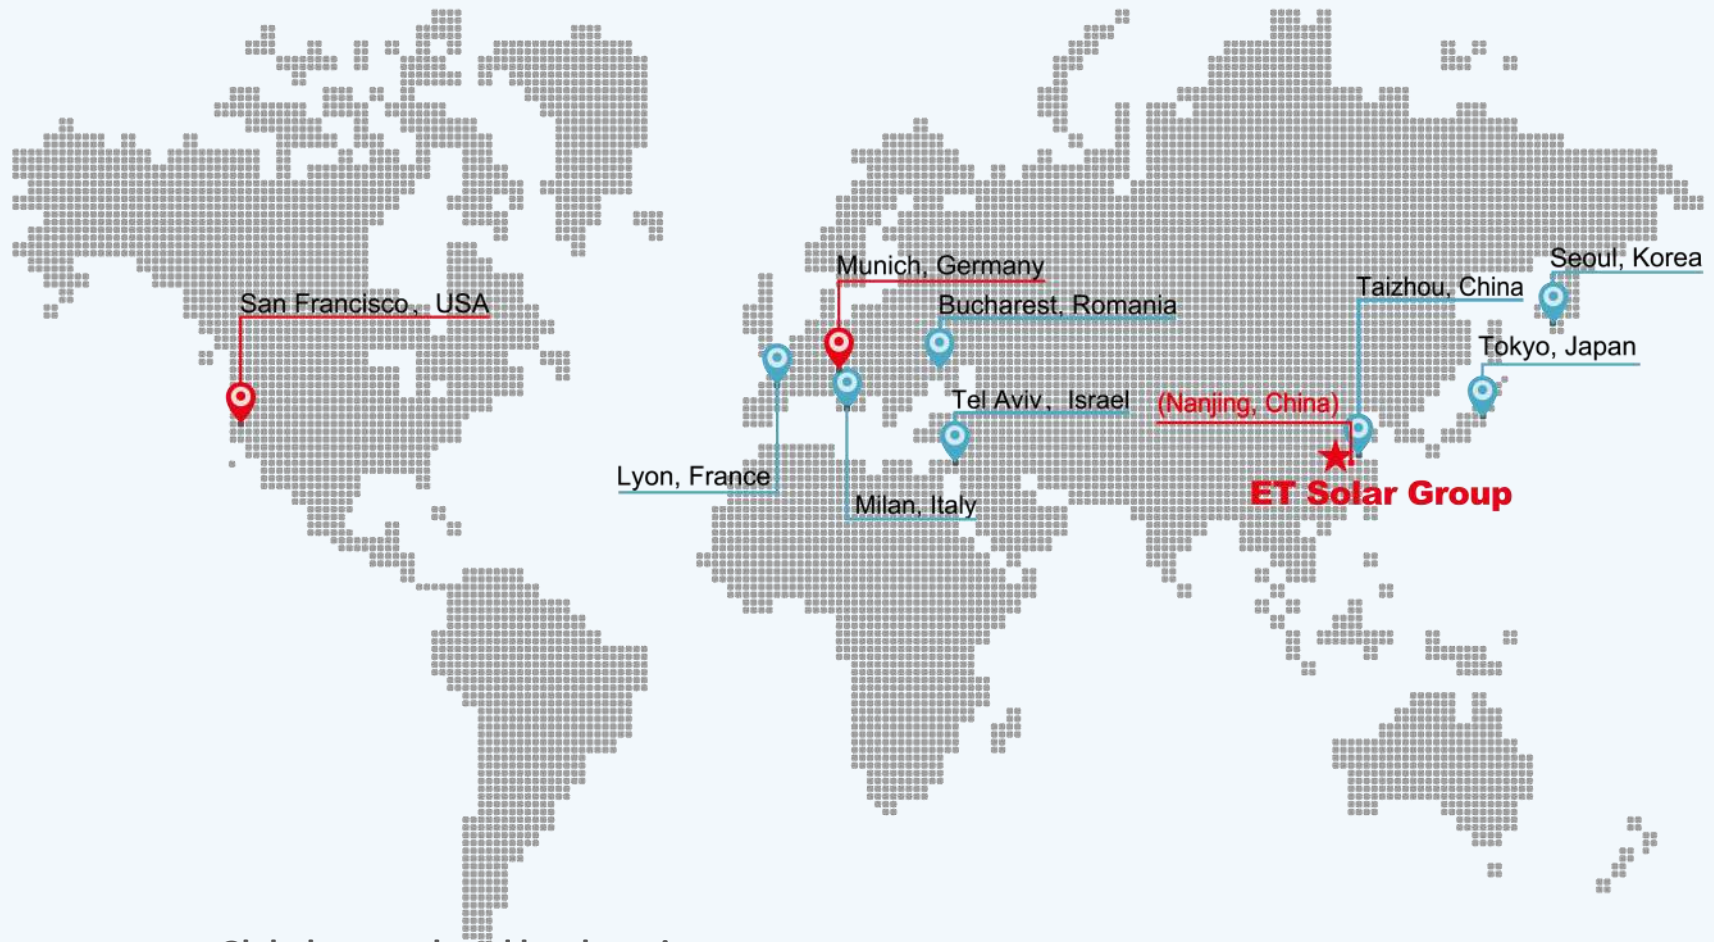 Seoul, Korea
Munich, Germany
Taizhou, China
San Francisco, USA
Bucharest, Romania
Tokyo, Japan
Tel Aviv, Israel
(Nanjing, China)
Lyon, France
ET Solar Group
Milan, Italy